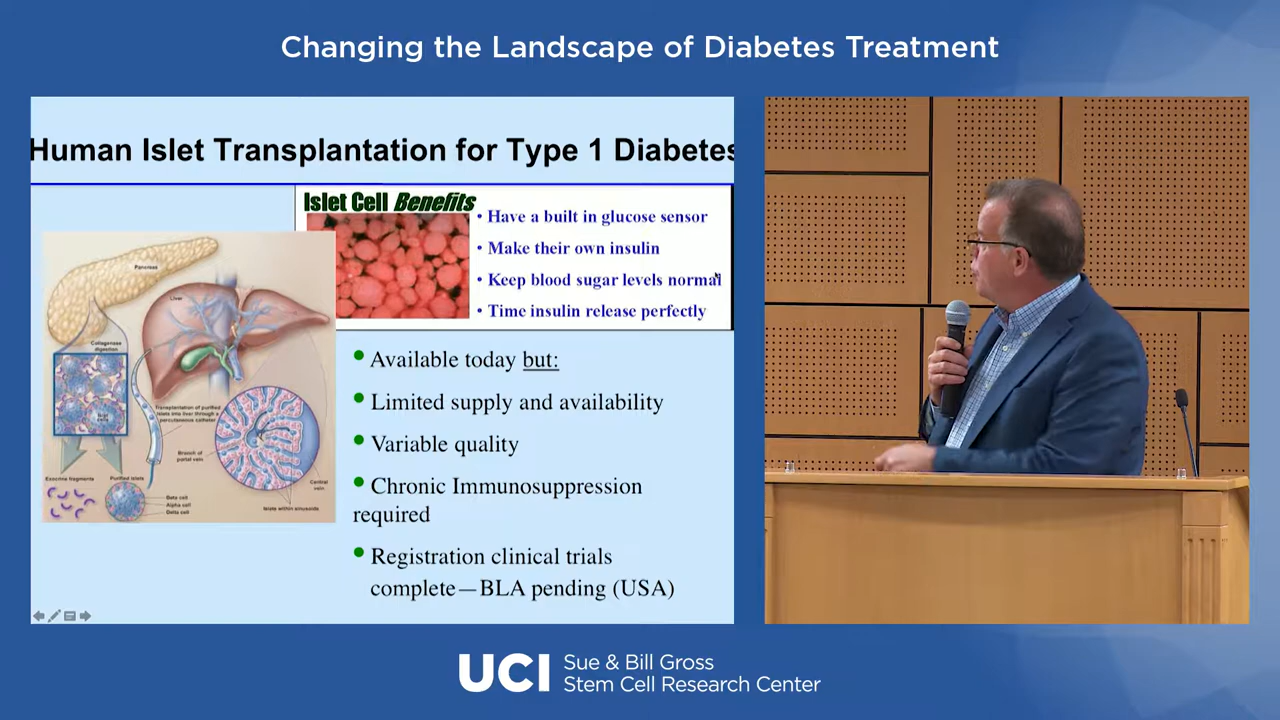 Changing the Landscape of Diabetes Treatment
Human Islet Transplantation for Type 1 Diabetes
Islet Cell Benefits
• Have a built in glucose sensor
• Make their own insulin
• Keep blood sugar levels normal
• Time insulin release perfectly
Pancreas
Liver
Collagenase
digestion
Transplantation of purified
islets into liver through a
percutaneous catheter
Branch of
portal vein
Exocrine fragments
Purified islets
Beta cell
Alpha cell
Delta cell
Central
vein
Islets within sinusoids
• Available today but:
• Limited supply and availability
• Variable quality
• Chronic Immunosuppression
required
• Registration clinical trials
complete—BLA pending (USA)
UCI
Sue & Bill Gross
Stem Cell Research Center